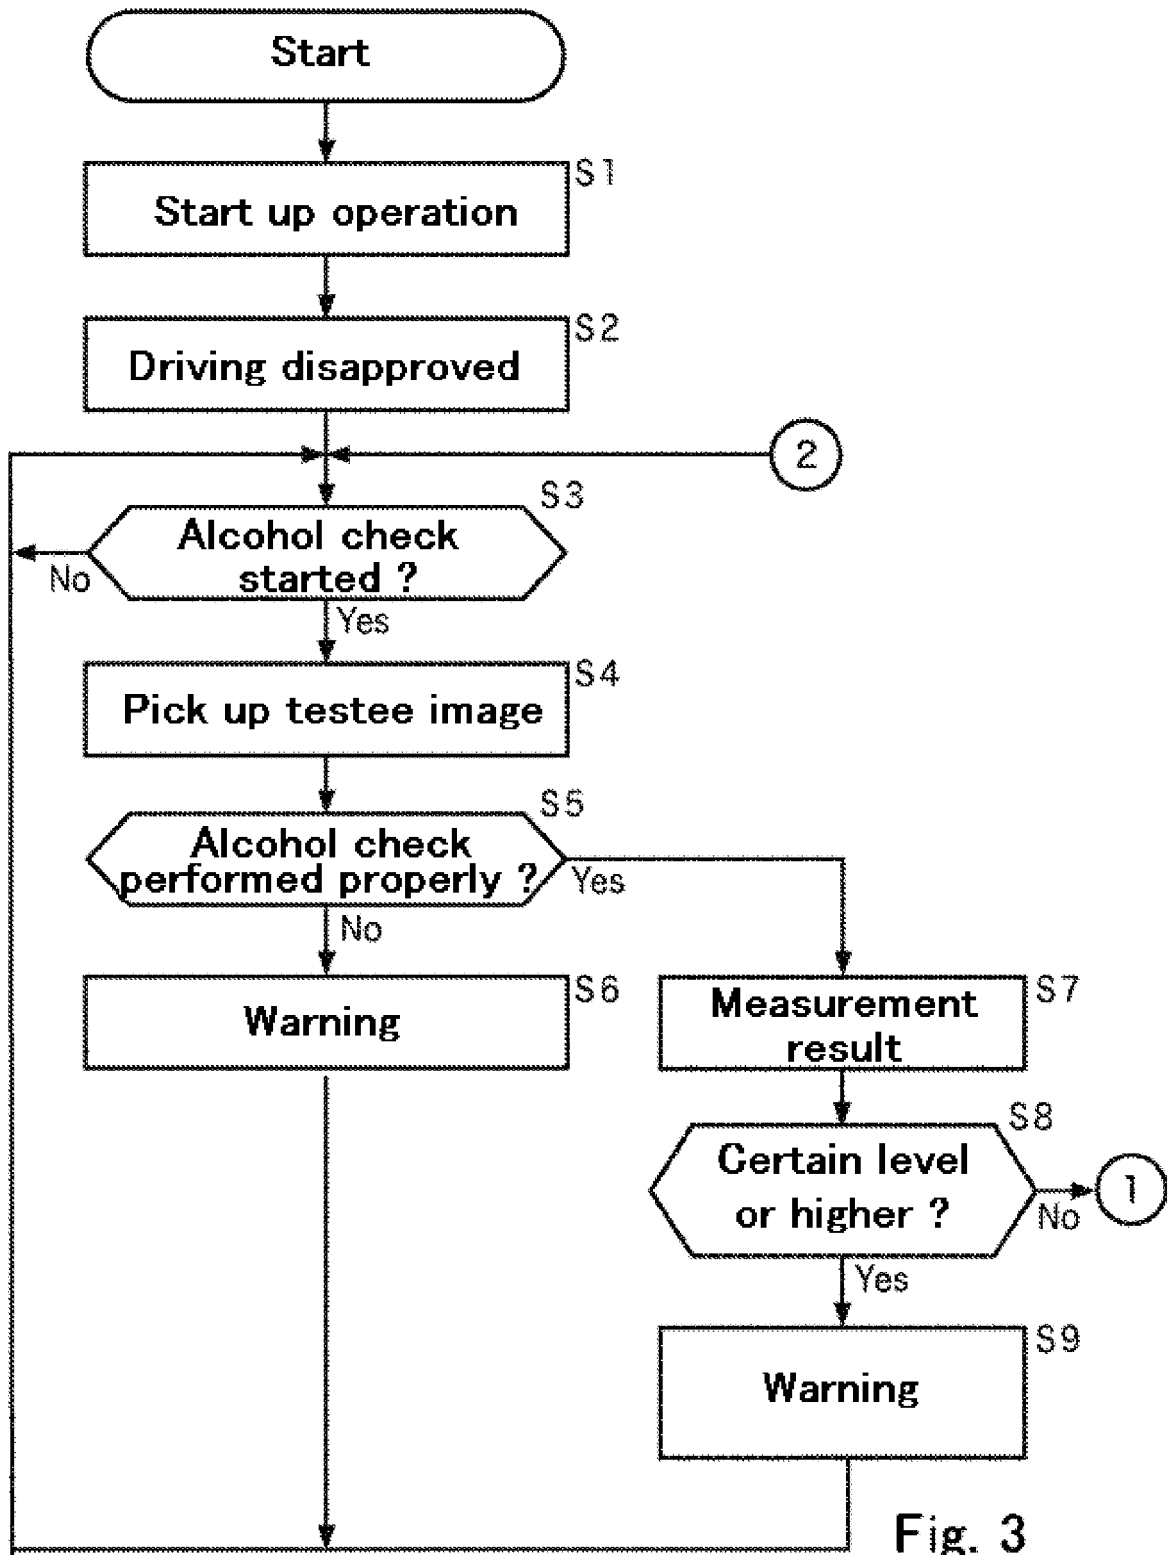 Start
S1
Start up operation
S2
Driving disapproved
2
S3
Alcohol check
started ?
No
Yes
S4
Pick up testee image
S5
Alcohol check
performed properly ?
Yes
No
S6
Warning
S7
Measurement
result
S8
Certain level
or higher ?
No
1
Yes
S9
Warning
Fig. 3